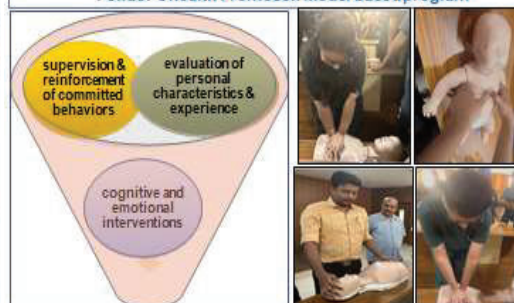 supervision &
reinforcement
of committed
behaviors
evaluation of
personal
characteristics &
experience
cognitive and
emotional
interventions